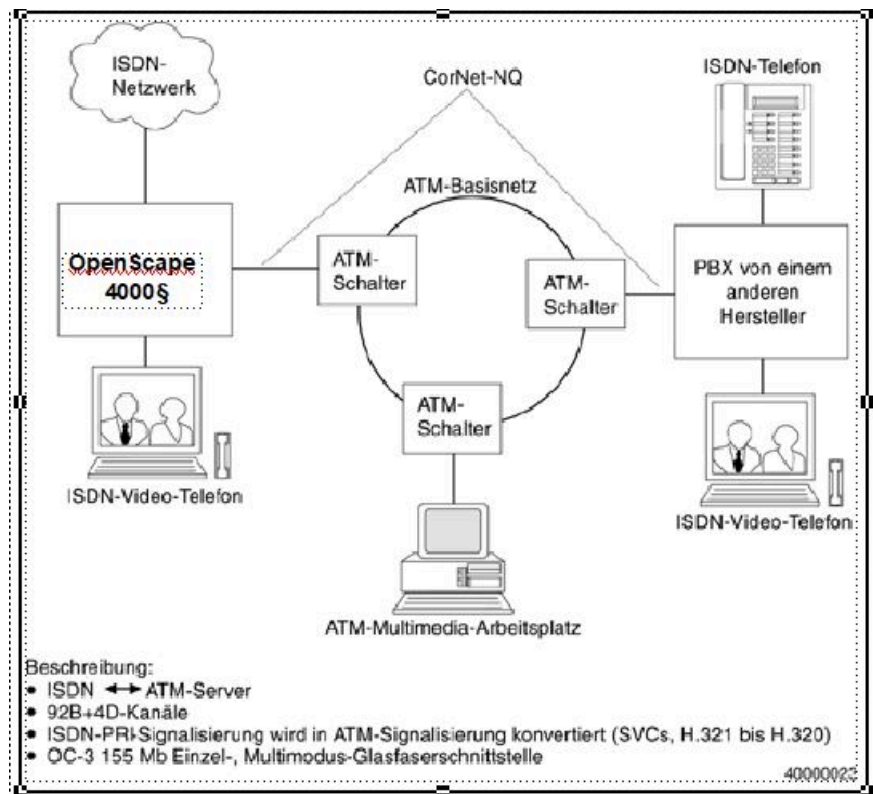 ISDN-
Netzwerk
CorNet-NQ
ISDN-Telefon
ATM-Basisnetz
OpenScape
4000§
ATM-
Schalter
ATM-
Schalter
PBX von einem
anderen
Hersteller
ATM-
Schalter
ISDN-Video-Telefon
ISDN-Video-Telefon
ATM-Multimedia-Arbeitsplatz
Beschreibung:
• ISDN ↔ ATM-Server
• 92B+4D-Kanäle
• ISDN-PRI-Signalisierung wird in ATM-Signalisierung konvertiert (SVCs, H.321 bis H.320)
• OC-3 155 Mb Einzel-, Multimodus-Glasfaserschnittstelle
40000023